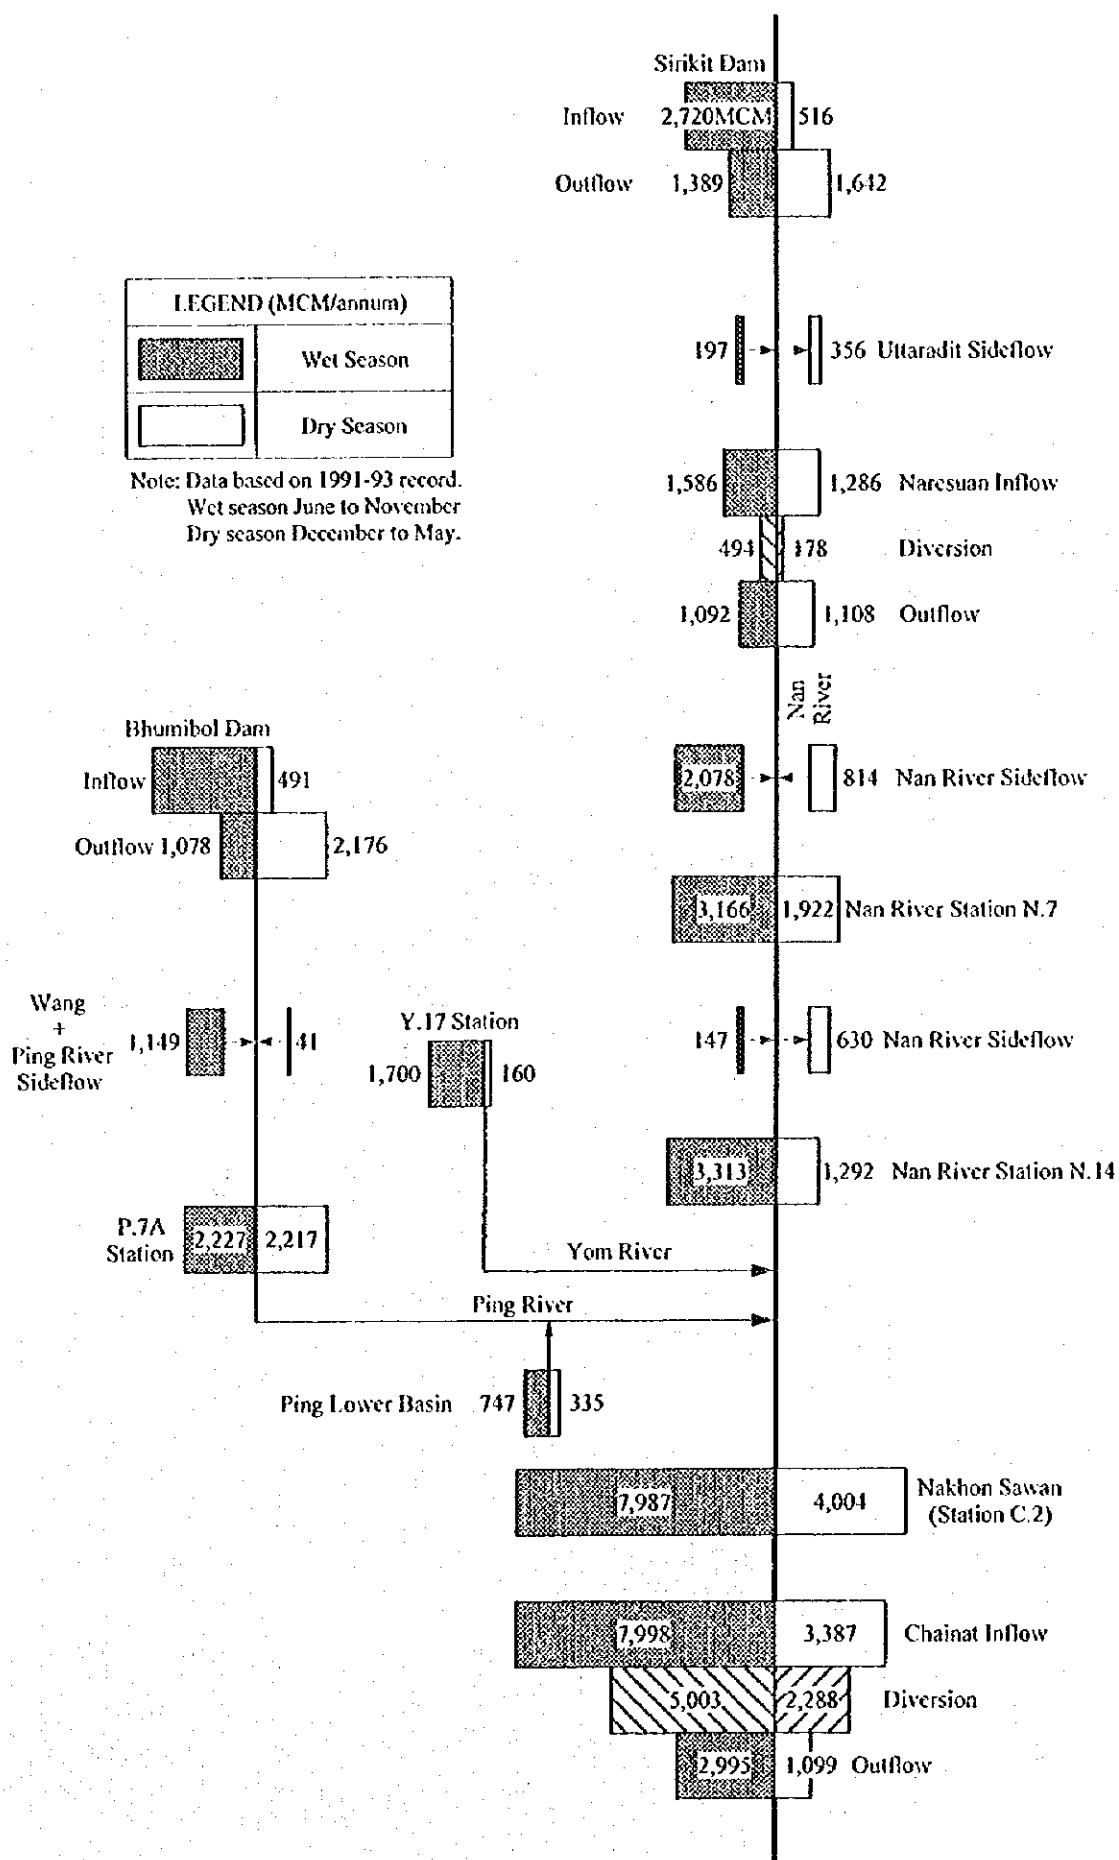 Sirikit Dam
Inflow 2,720MCM 516
Outflow 1,389 1,642
LEGEND (MCM/annum)
Wet Season
Dry Season
Note: Data based on 1991-93 record.
Wet season June to November
Dry season December to May.
197 356 Uttaradit Sideflow
1,586 1,286 Naresuan Inflow
494 178 Diversion
1,092 1,108 Outflow
Nan
River
Bhumibol Dam
Inflow 491
Outflow 1,078 2,176
2,078 814 Nan River Sideflow
3,166 1,922 Nan River Station N.7
Wang
+
Ping River
Sideflow
1,149 41
Y.17 Station
1,700 160
147 630 Nan River Sideflow
3,313 1,292 Nan River Station N.14
P.7A
Station
2,227 2,217
Yom River
Ping River
Ping Lower Basin 747 335
7,987 4,004 Nakhon Sawan
(Station C.2)
7,998 3,387 Chainat Inflow
5,003 2,288 Diversion
2,995 1,099 Outflow